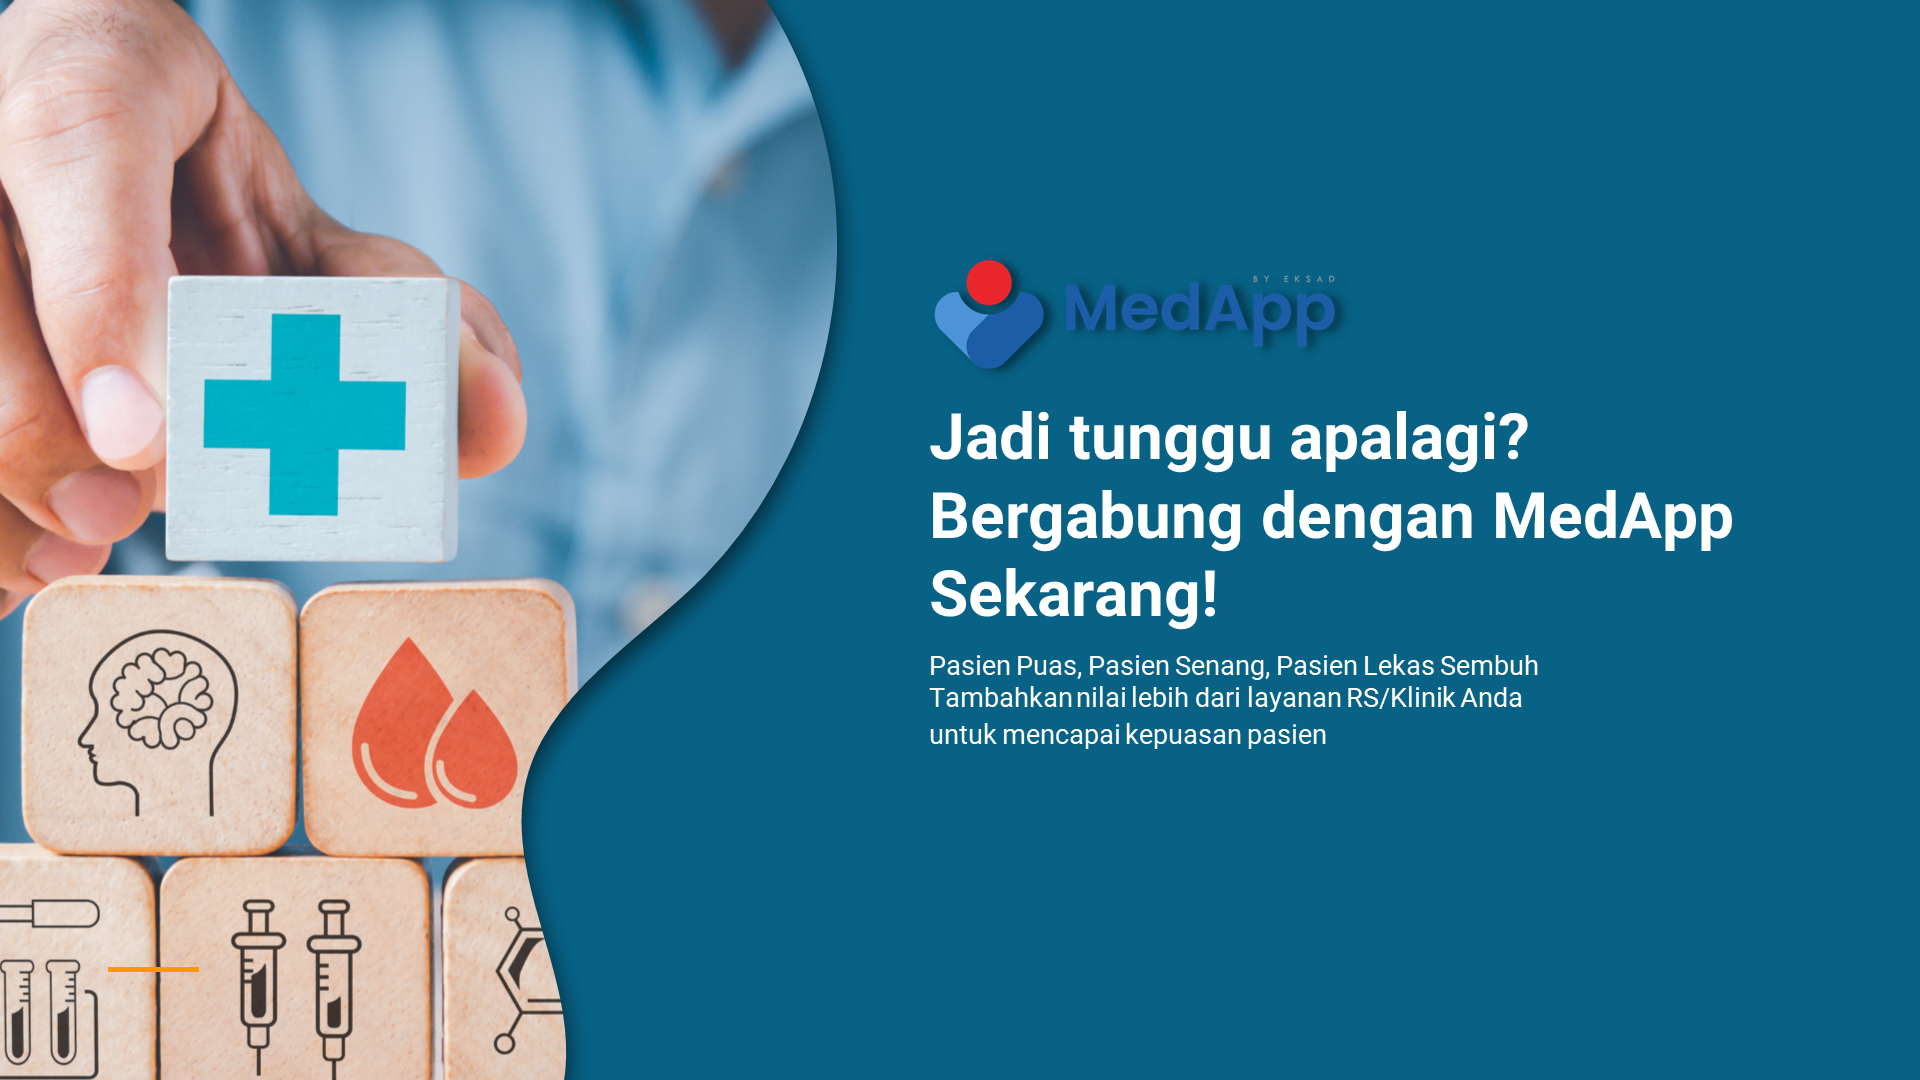 BY EKSAD
MedApp
Jadi tunggu apalagi?
Bergabung dengan MedApp
Sekarang!
Pasien Puas, Pasien Senang, Pasien Lekas Sembuh
Tambahkan nilai lebih dari layanan RS/Klinik Anda
untuk mencapai kepuasan pasien